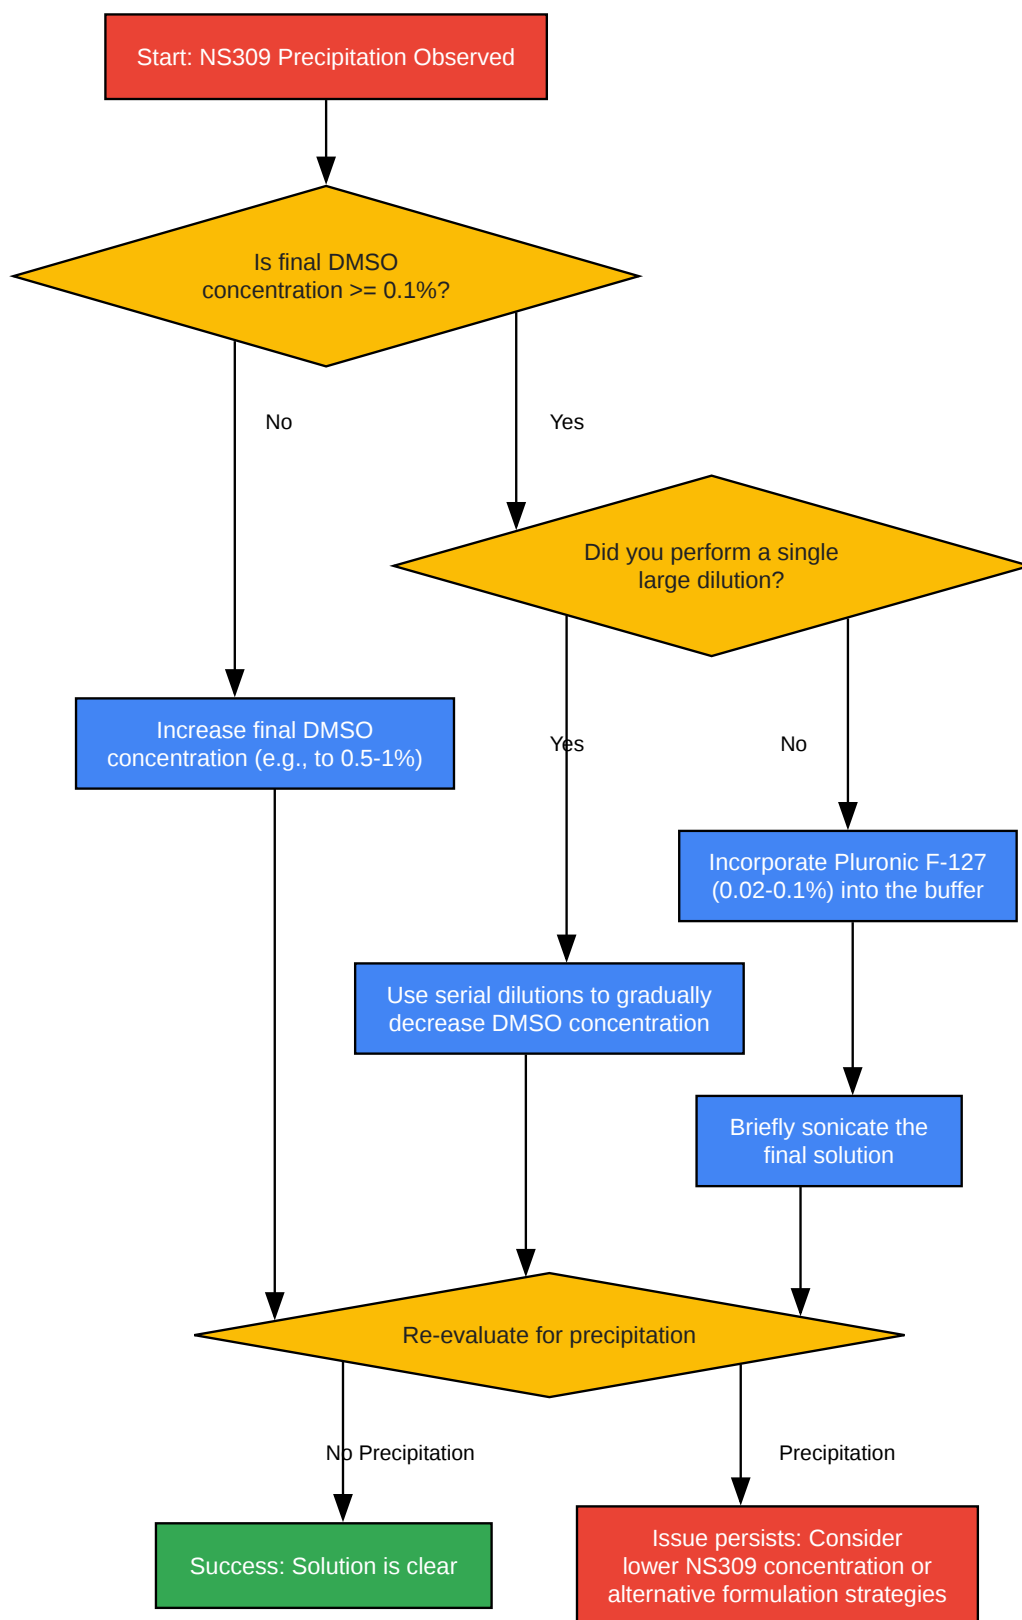 Start: NS309 Precipitation Observed
Is final DMSO
concentration >= 0.1%?
No
Yes
Did you perform a single
large dilution?
Increase final DMSO
concentration (e.g., to 0.5-1%)
Yes
No
Incorporate Pluronic F-127
(0.02-0.1%) into the buffer
Use serial dilutions to gradually
decrease DMSO concentration
Briefly sonicate the
final solution
Re-evaluate for precipitation
No Precipitation
Precipitation
Success: Solution is clear
Issue persists: Consider
lower NS309 concentration or
alternative formulation strategies